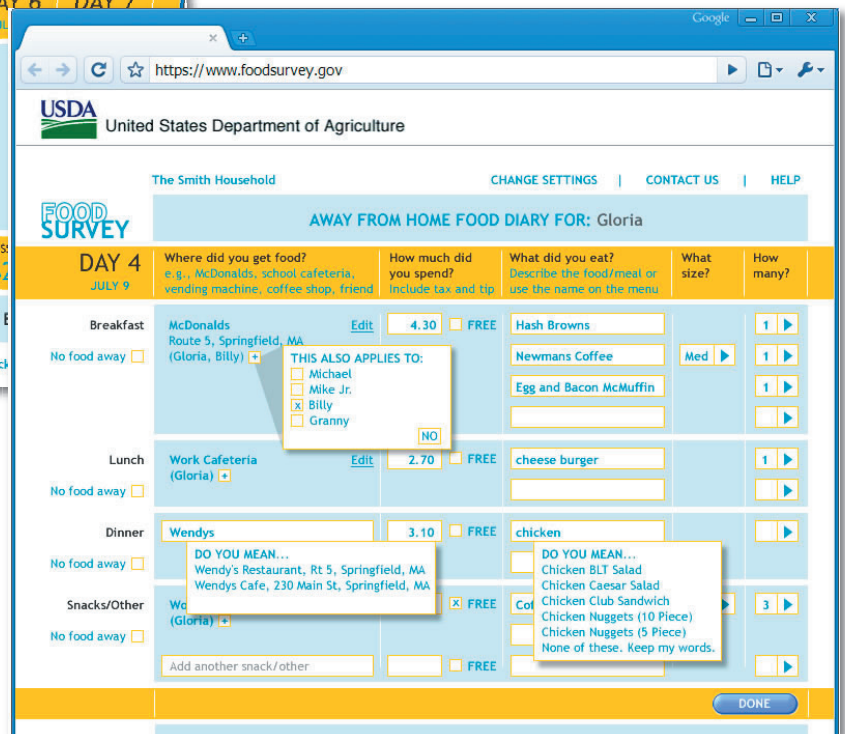 DAY 6 DAY 7
Google
https://www.foodsurvey.gov
USDA
United States Department of Agriculture
The Smith Household CHANGE SETTINGS | CONTACT US | HELP
FOOD
SURVEY
AWAY FROM HOME FOOD DIARY FOR: Gloria
DAY 4
JULY 9
Where did you get food?
e.g., McDonalds, school cafeteria,
vending machine, coffee shop, friend
How much did
you spend?
Include tax and tip
What did you eat?
Describe the food/meal or
use the name on the menu
What
size?
How
many?
Breakfast
No food away
McDonalds Edit
Route 5, Springfield, MA
(Gloria, Billy) +
4.30 FREE
Hash Browns 1
Newmans Coffee Med 1
Egg and Bacon McMuffin 1
THIS ALSO APPLIES TO:
Michael
Mike Jr.
x Billy
Granny
NO
Lunch
No food away
Work Cafeteria Edit
(Gloria) +
2.70 FREE
cheese burger 1
Dinner
No food away
Wendys
3.10 FREE
chicken
DO YOU MEAN...
Wendy's Restaurant, Rt 5, Springfield, MA
Wendys Cafe, 230 Main St, Springfield, MA
DO YOU MEAN...
Chicken BLT Salad
Chicken Caesar Salad
Chicken Club Sandwich
Chicken Nuggets (10 Piece)
Chicken Nuggets (5 Piece)
None of these. Keep my words.
Snacks/Other
No food away
(Gloria) +
x FREE
3
Add another snack/other
FREE
DONE